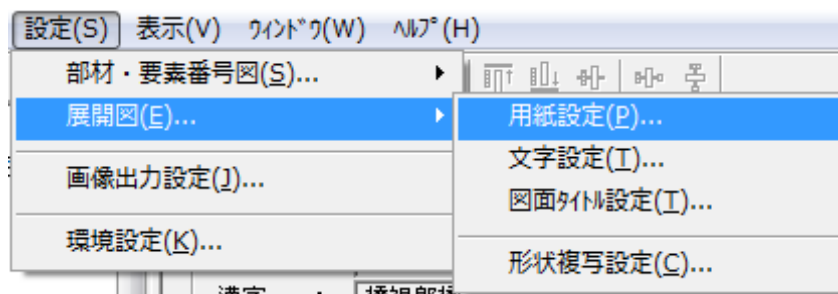 設定(S) 表示(V) ｳｨﾝﾄﾞｳ(W) ﾍﾙﾌﾟ(H)
部材・要素番号図(S)...
展開図(E)...
用紙設定(P)...
文字設定(T)...
図面ﾀｲﾄﾙ設定(T)...
画像出力設定(J)...
環境設定(K)...
形状複写設定(C)...